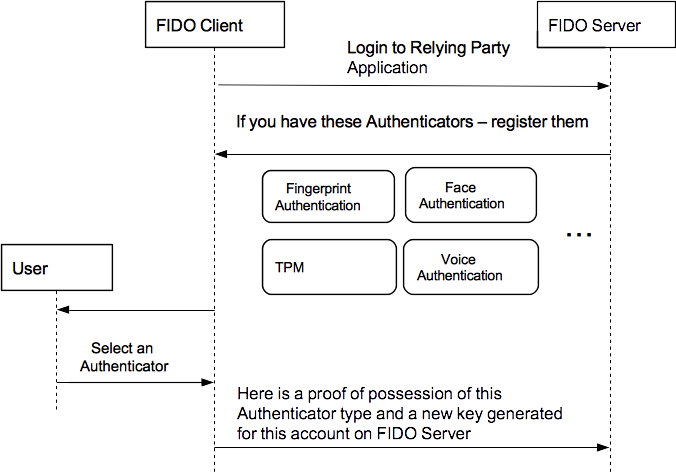 FIDO Client
FIDO Server
Login to Relying Party
Application
If you have these Authenticators – register them
Fingerprint
Authentication
Face
Authentication
...
TPM
Voice
Authentication
User
Select an
Authenticator
Here is a proof of possession of this
Authenticator type and a new key generated
for this account on FIDO Server